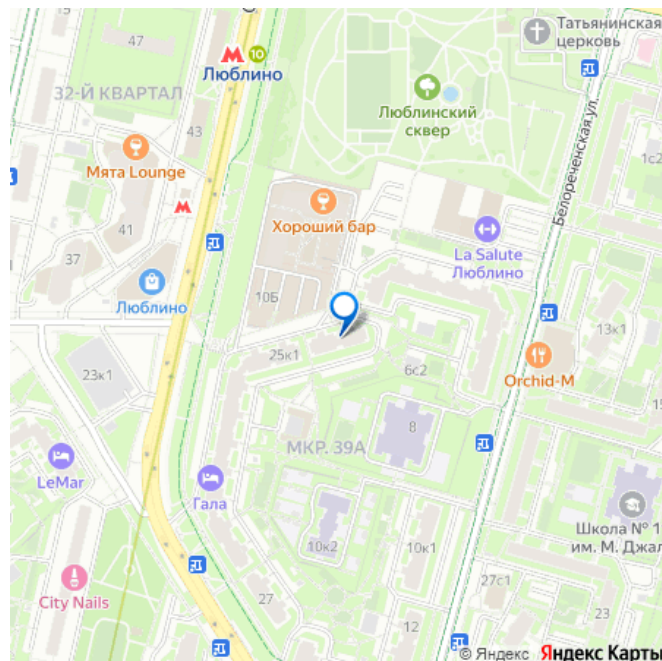 47
10
Люблино
32-Й КВАРТАЛ
43
Татьянинская
церковь
Люблинский
сквер
1с2
Белореченская ул.
Мята Lounge
41
37
Хороший бар
La Salute
Люблино
Люблино
10Б
13к1
25к1
23к1
6с2
Orchid-M
8
15
МКР. 39А
LeMar
Гала
10к2
10к1
Школа № 1
им. М. Джал
City Nails
27
27с1
12
23
© Яндекс Яндекс Карты